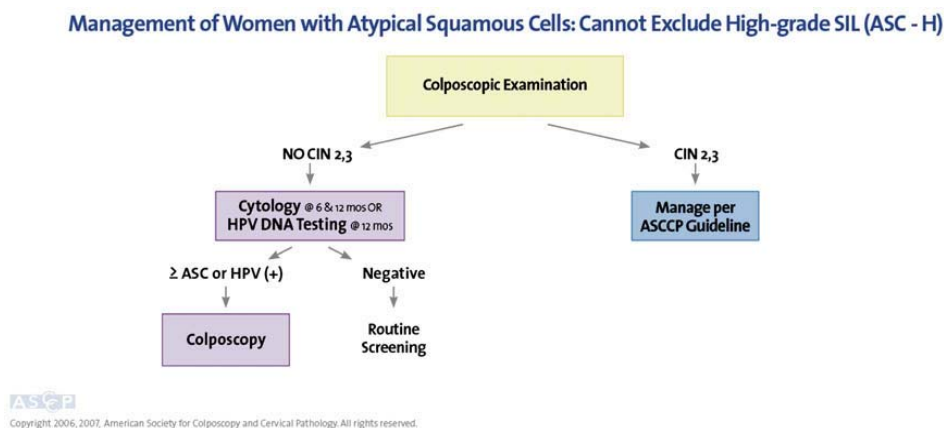 Management of Women with Atypical Squamous Cells: Cannot Exclude High-grade SIL (ASC - H)
Colposcopic Examination
NO CIN 2,3
CIN 2,3
Cytology @ 6 & 12 mos OR
HPV DNA Testing @ 12 mos
Manage per
ASCCP Guideline
≥ ASC or HPV (+)
Negative
Colposcopy
Routine
Screening
ASCCP
Copyright 2006, 2007, American Society for Colposcopy and Cervical Pathology. All rights reserved.